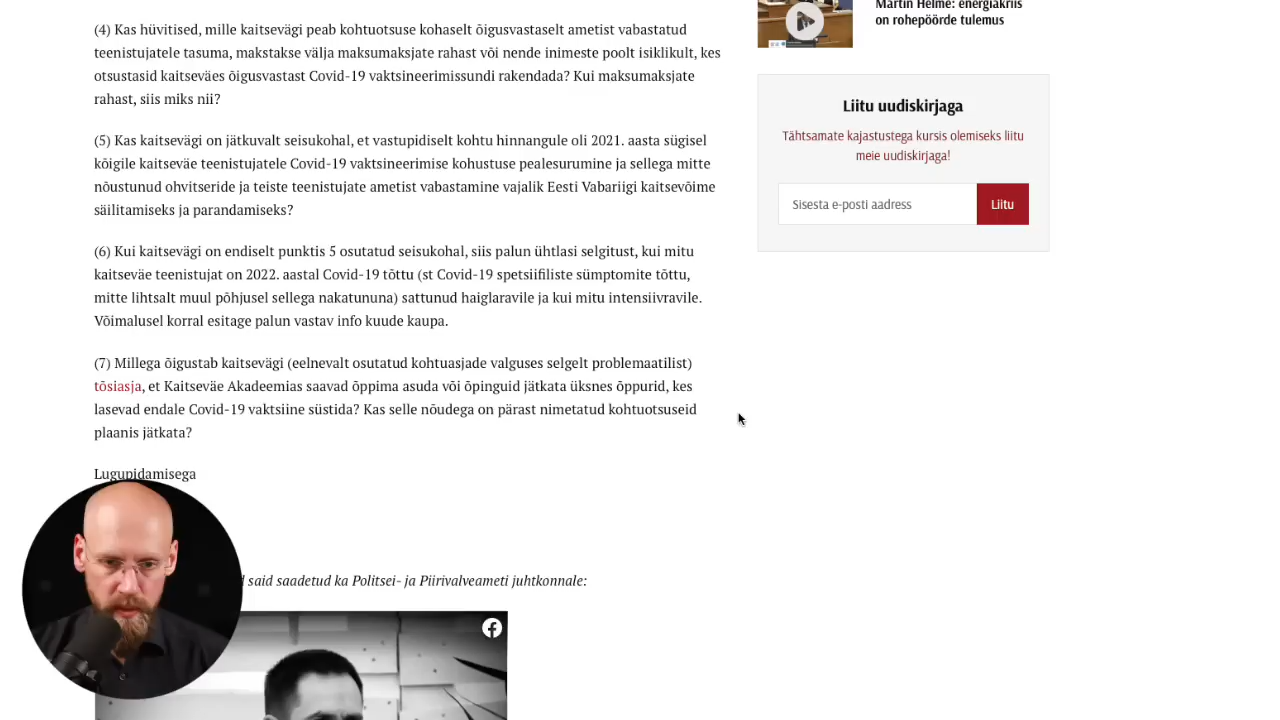 (4) Kas hüvitised, mille kaitsevägi peab kohtuotsuse kohaselt õigusvastaselt ametist vabastatud
teenistujatele tasuma, makstakse välja maksumaksjate rahast või nende inimeste poolt isiklikult, kes
otsustasid kaitseväes õigusvastast Covid-19 vaktsineerimissundi rakendada? Kui maksumaksjate
rahast, siis miks nii?
(5) Kas kaitsevägi on jätkuvalt seisukohal, et vastupidiselt kohtu hinnangule oli 2021. aasta sügisel
kõigile kaitseväe teenistujatele Covid-19 vaktsineerimise kohustuse pealesurumine ja sellega mitte
nõustunud ohvitseride ja teiste teenistujate ametist vabastamine vajalik Eesti Vabariigi kaitsevõime
säilitamiseks ja parandamiseks?
(6) Kui kaitsevägi on endiselt punktis 5 osutatud seisukohal, siis palun ühtlasi selgitust, kui mitu
kaitseväe teenistujat on 2022. aastal Covid-19 tõttu (st Covid-19 spetsiifiliste sümptomite tõttu,
mitte lihtsalt muul põhjusel sellega nakatununa) sattunud haiglaravile ja kui mitu intensiivravile.
Võimalusel korral esitage palun vastav info kuude kaupa.
(7) Millega õigustab kaitsevägi (eelnevalt osutatud kohtuasjade valguses selgelt problemaatilist)
tõsiasja, et Kaitseväe Akadeemias saavad õppima asuda või õpinguid jätkata üksnes õppurid, kes
lasevad endale Covid-19 vaktsiine süstida? Kas selle nõudega on pärast nimetatud kohtuotsuseid
plaanis jätkata?
Lugupidamisega
said saadetud ka Politsei- ja Piirivalveameti juhtkonnale:
Martin Helme: energiakriis
on rohepöörde tulemus
Liitu uudiskirjaga
Tähtsamate kajastustega kursis olemiseks liitu
meie uudiskirjaga!
Sisesta e-posti aadress
Liitu